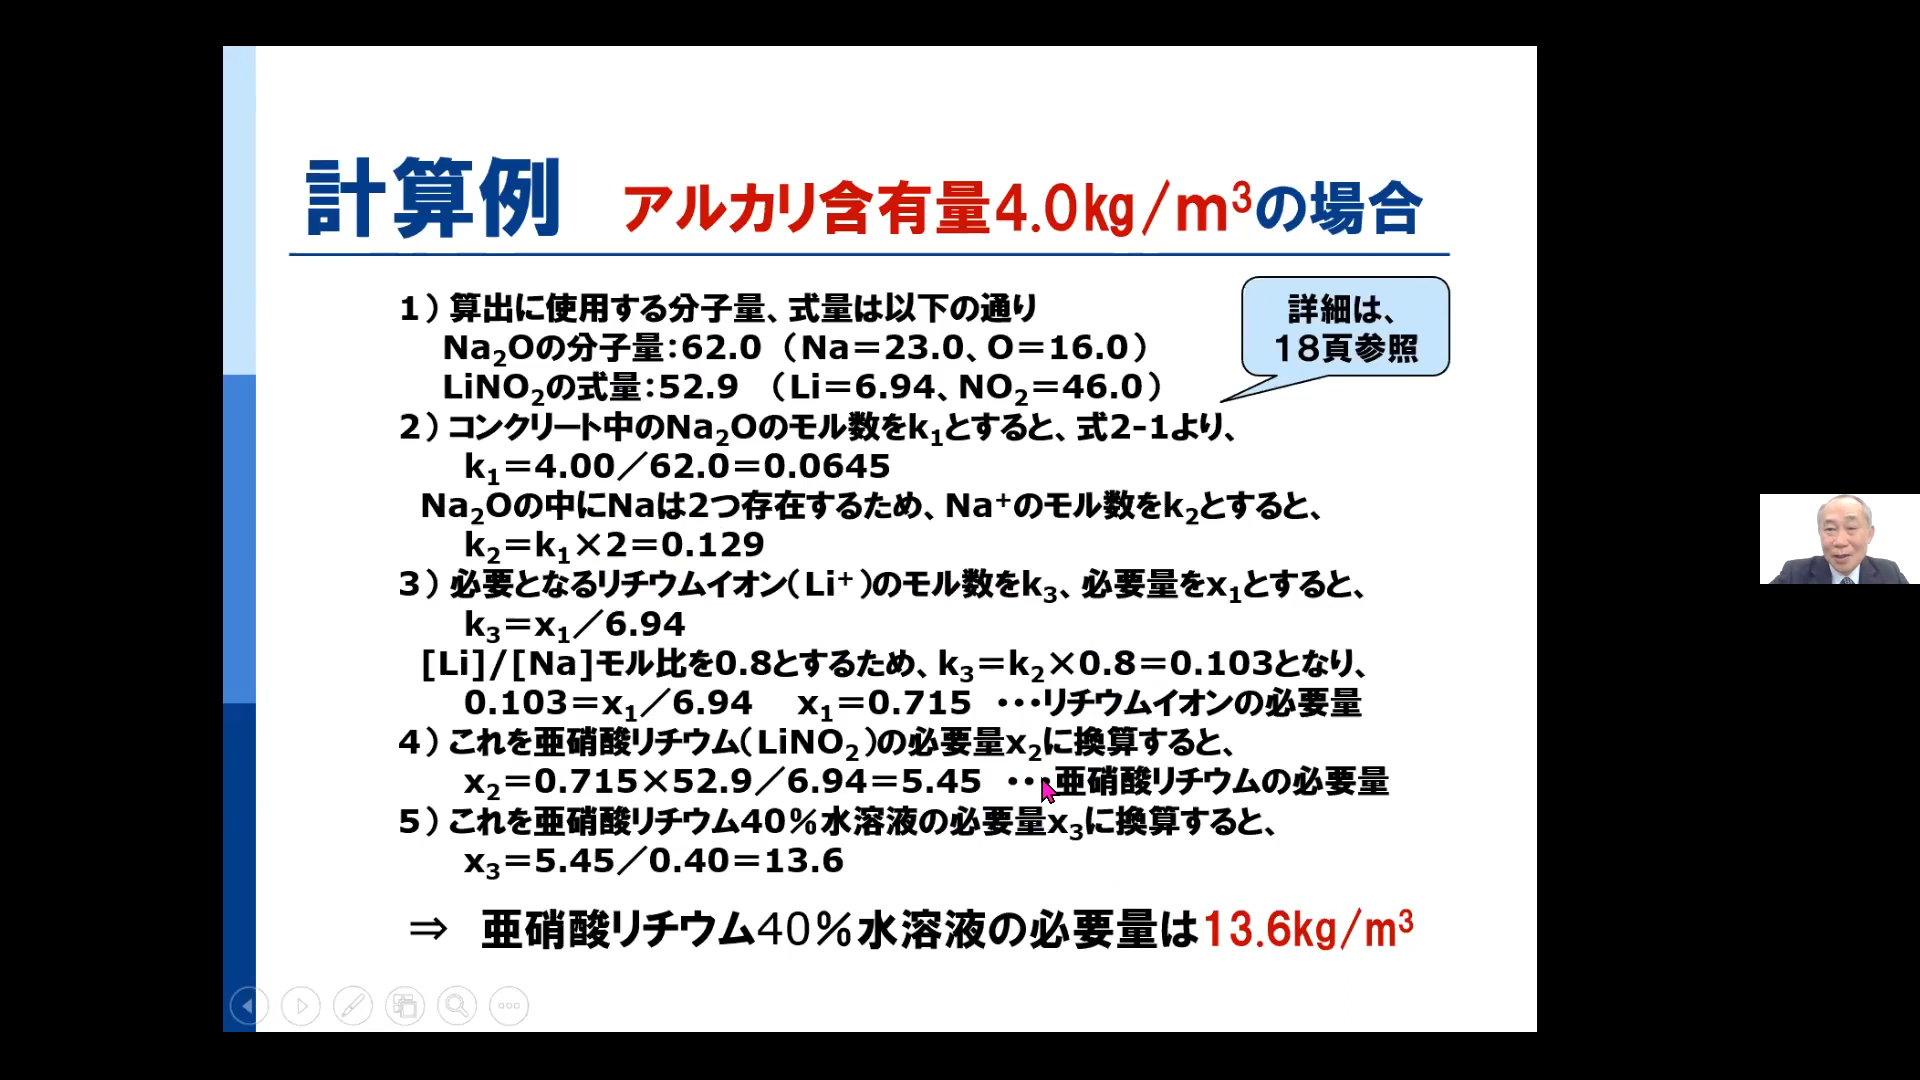 計算例 アルカリ含有量4.0kg/m³の場合
詳細は、
18頁参照
1）算出に使用する分子量、式量は以下の通り
Na₂Oの分子量：62.0（Na＝23.0、O＝16.0）
LiNO₂の式量：52.9（Li＝6.94、NO₂＝46.0）
2）コンクリート中のNa₂Oのモル数をk₁とすると、式2-1より、
k₁＝4.00／62.0＝0.0645
Na₂Oの中にNaは2つ存在するため、Na⁺のモル数をk₂とすると、
k₂＝k₁×2＝0.129
3）必要となるリチウムイオン（Li⁺）のモル数をk₃、必要量をx₁とすると、
k₃＝x₁／6.94
[Li]/[Na]モル比を0.8とするため、k₃＝k₂×0.8＝0.103となり、
0.103＝x₁／6.94 x₁＝0.715 ・・・リチウムイオンの必要量
4）これを亜硝酸リチウム（LiNO₂）の必要量x₂に換算すると、
x₂＝0.715×52.9／6.94＝5.45 ・・・亜硝酸リチウムの必要量
5）これを亜硝酸リチウム40％水溶液の必要量x₃に換算すると、
x₃＝5.45／0.40＝13.6
⇒ 亜硝酸リチウム40％水溶液の必要量は13.6kg/m³